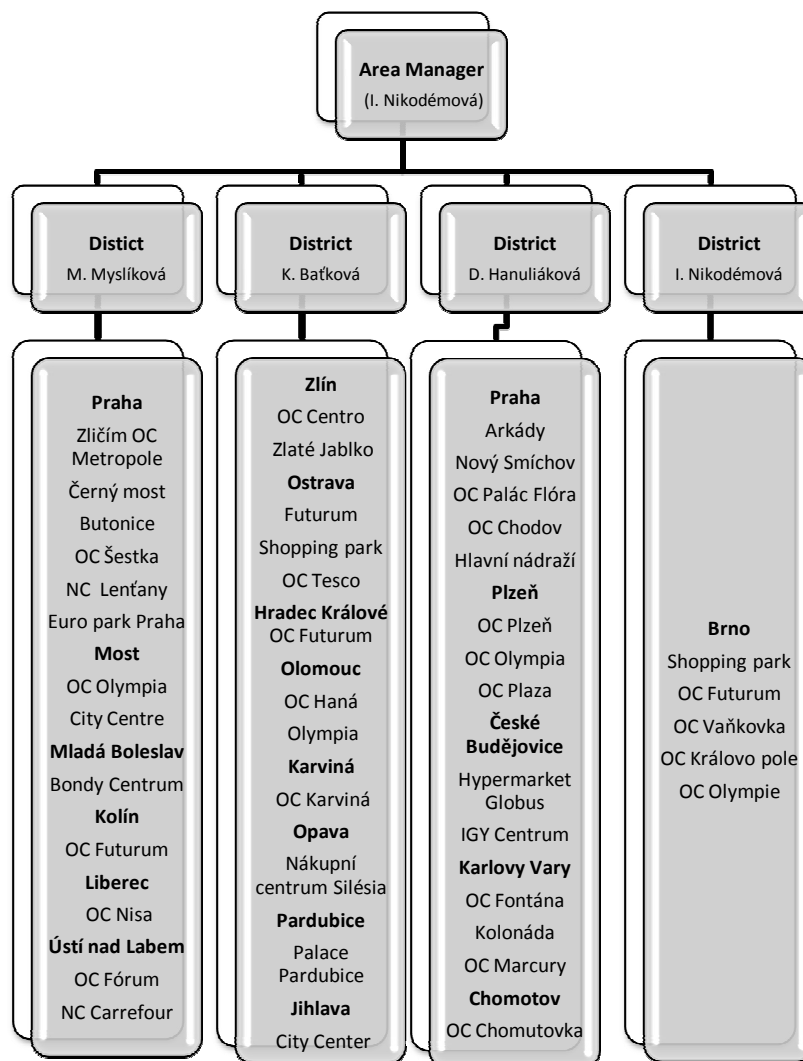 Area Manager
(I. Nikodémová)
Distict
M. Myslíková
District
K. Baťková
District
D. Hanuliáková
District
I. Nikodémová
Praha
Zličím OC
Metropole
Černý most
Butonice
OC Šestka
NC Lenťany
Euro park Praha
Most
OC Olympia
City Centre
Mladá Boleslav
Bondy Centrum
Kolín
OC Futurum
Liberec
OC Nisa
Ústí nad Labem
OC Fórum
NC Carrefour
Zlín
OC Centro
Zlaté Jablko
Ostrava
Futurum
Shopping park
OC Tesco
Hradec Králové
OC Futurum
Olomouc
OC Haná
Olympia
Karviná
OC Karviná
Opava
Nákupní
centrum Silésia
Pardubice
Palace
Pardubice
Jihlava
City Center
Praha
Arkády
Nový Smíchov
OC Palác Flóra
OC Chodov
Hlavní nádraží
Plzeň
OC Plzeň
OC Olympia
OC Plaza
České
Budějovice
Hypermarket
Globus
IGY Centrum
Karlovy Vary
OC Fontána
Kolonáda
OC Marcury
Chomotov
OC Chomutovka
Brno
Shopping park
OC Futurum
OC Vaňkovka
OC Královo pole
OC Olympie